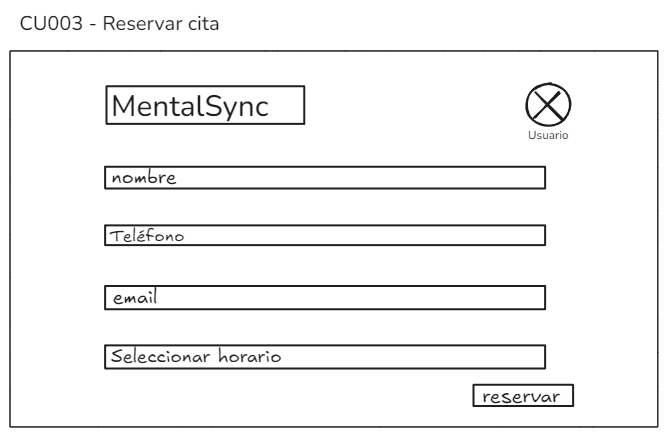 CU003 - Reservar cita
MentalSync
Usuario
nombre
Teléfono
email
Seleccionar horario
reservar